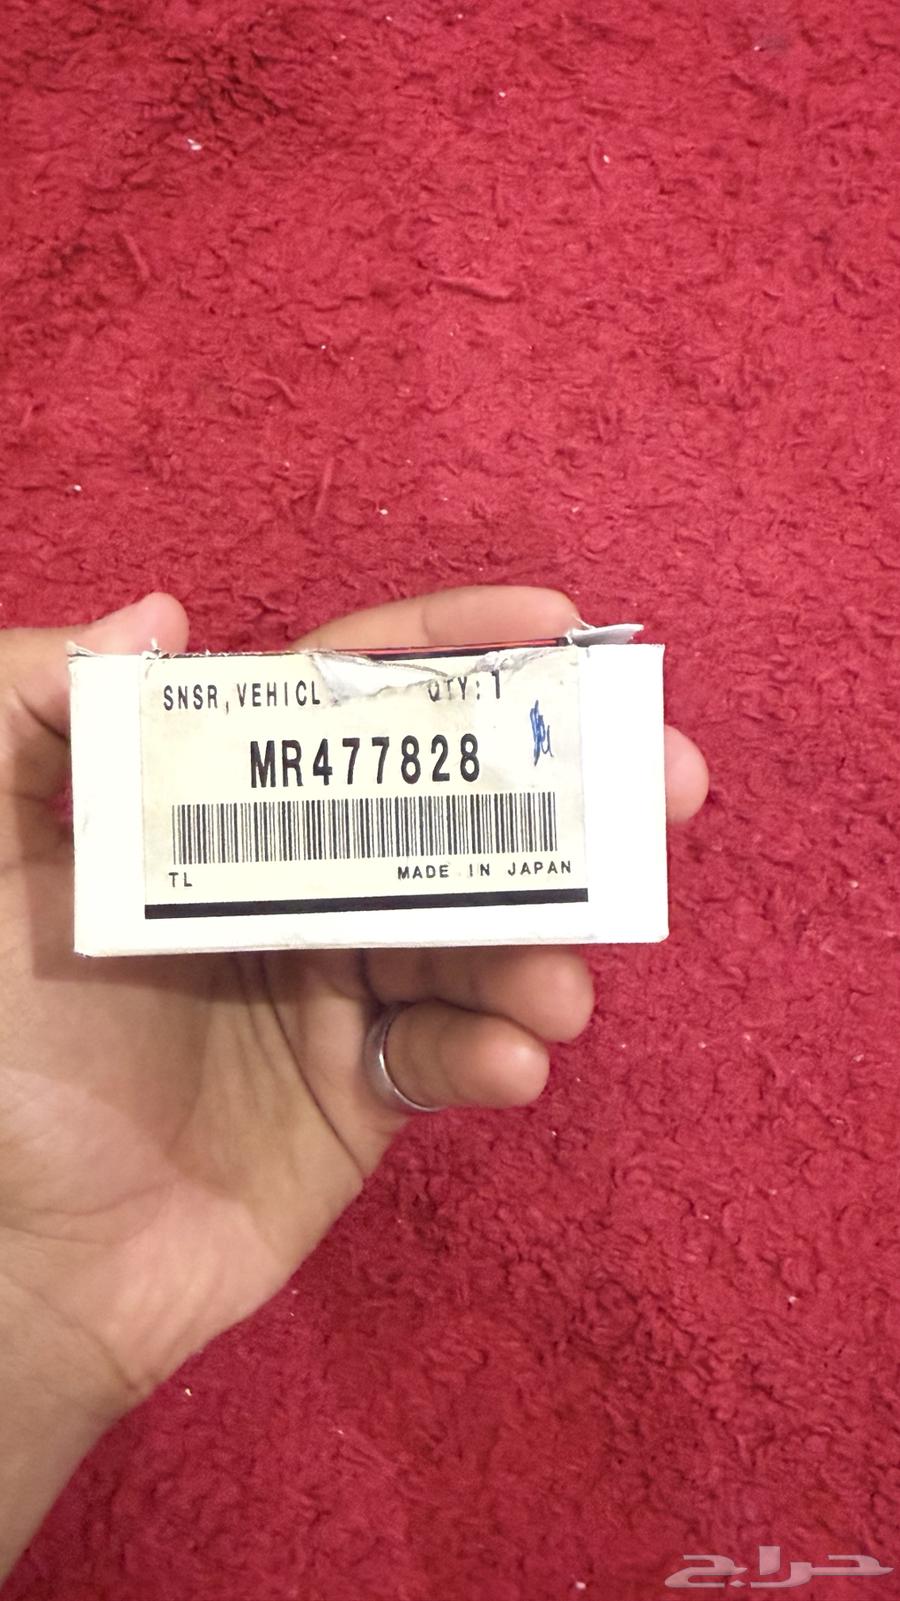 SNSR,VEHICL QTY:1
MR477828
TL MADE IN JAPAN
حراج